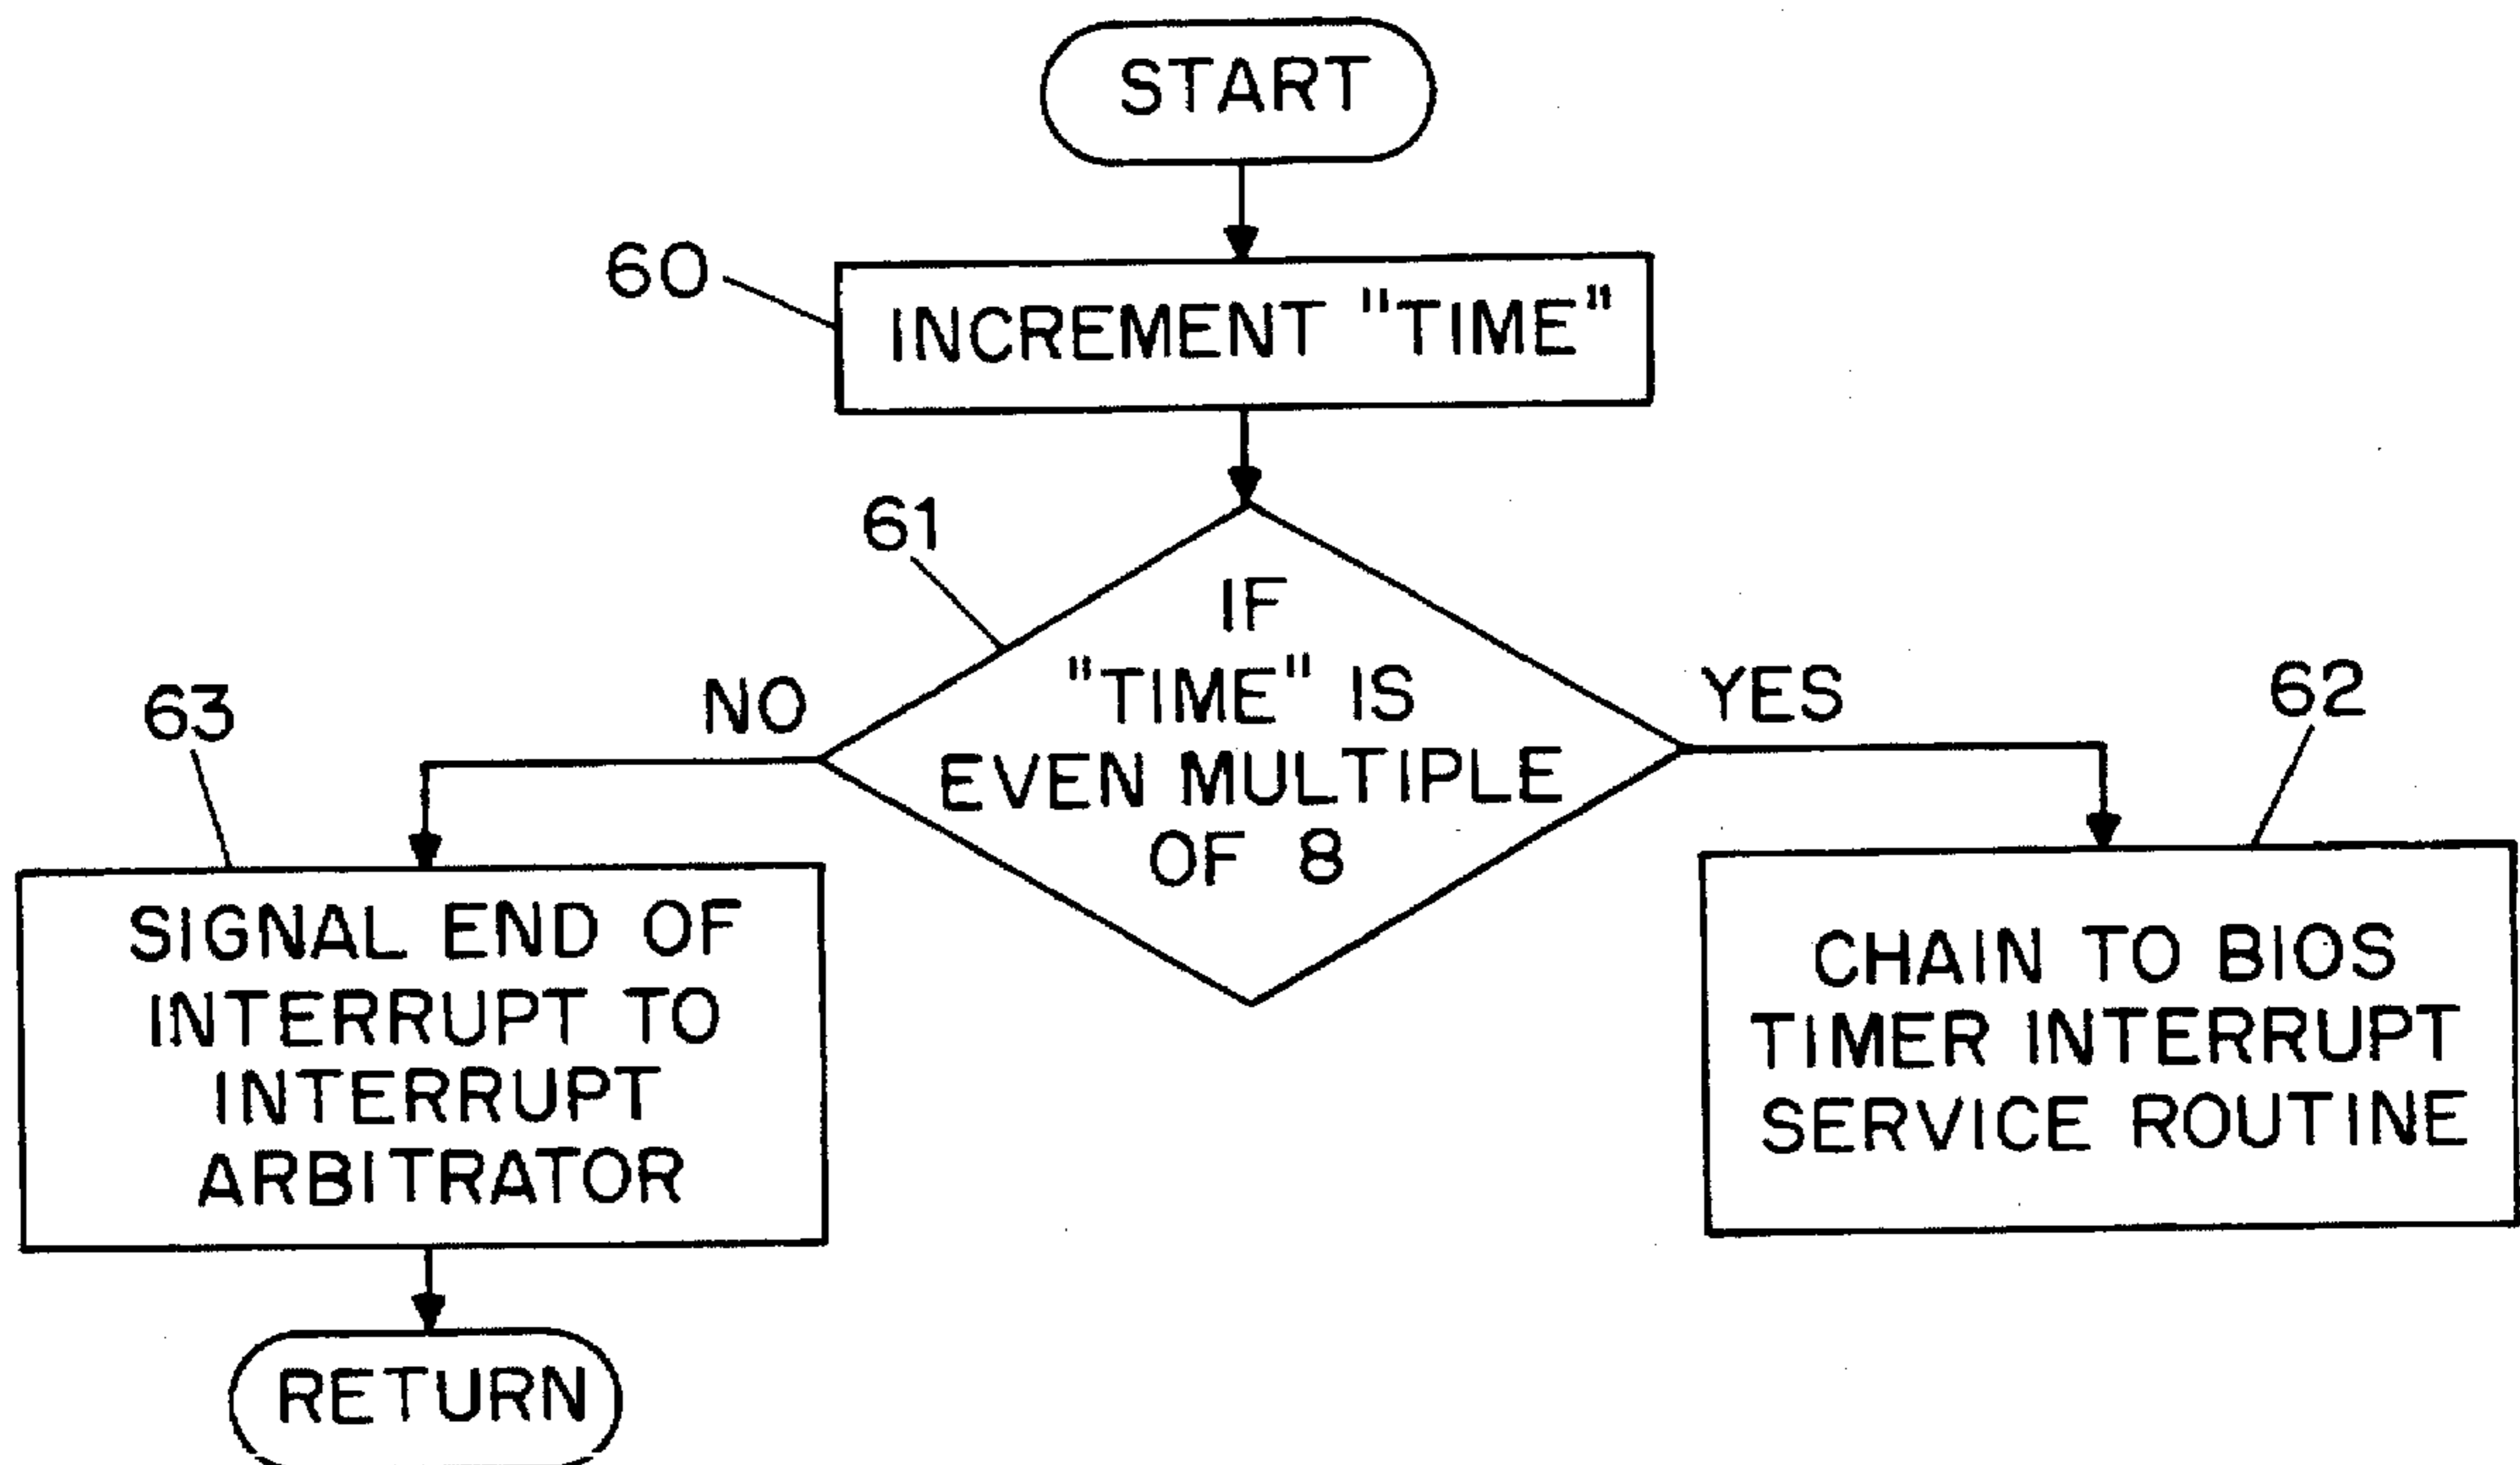 START
60
INCREMENT "TIME"
61
IF
"TIME" IS
EVEN MULTIPLE
OF 8
NO
YES
63
62
SIGNAL END OF
INTERRUPT TO
INTERRUPT
ARBITRATOR
CHAIN TO BIOS
TIMER INTERRUPT
SERVICE ROUTINE
RETURN